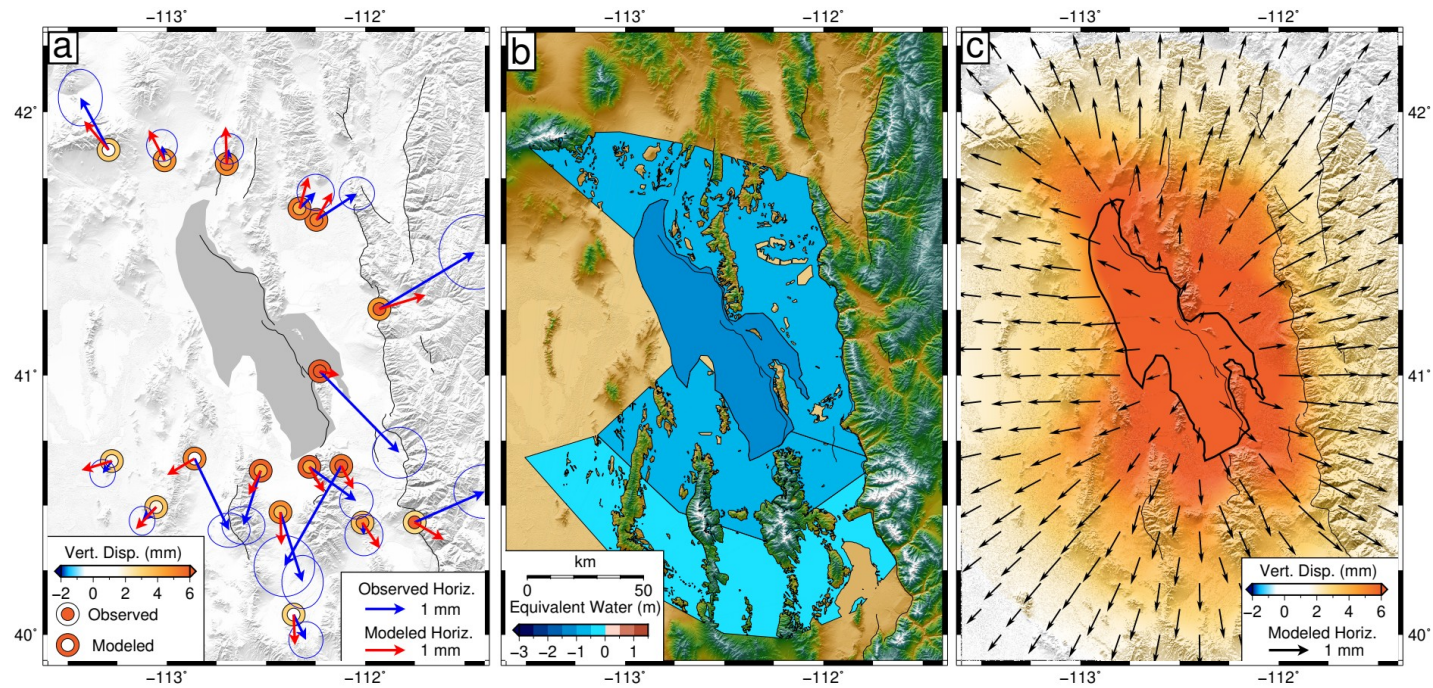 −113° −112° −113° −112° −113° −112°
a
b
c
42° 42°
41° 41°
40° 40°
Vert. Disp. (mm)
−2 0 2 4 6
Observed
Modeled
Observed Horiz.
1 mm
Modeled Horiz.
1 mm
km
0 50
Equivalent Water (m)
−3 −2 −1 0 1
Vert. Disp. (mm)
−2 0 2 4 6
Modeled Horiz.
1 mm
−113° −112° −113° −112° −113° −112°